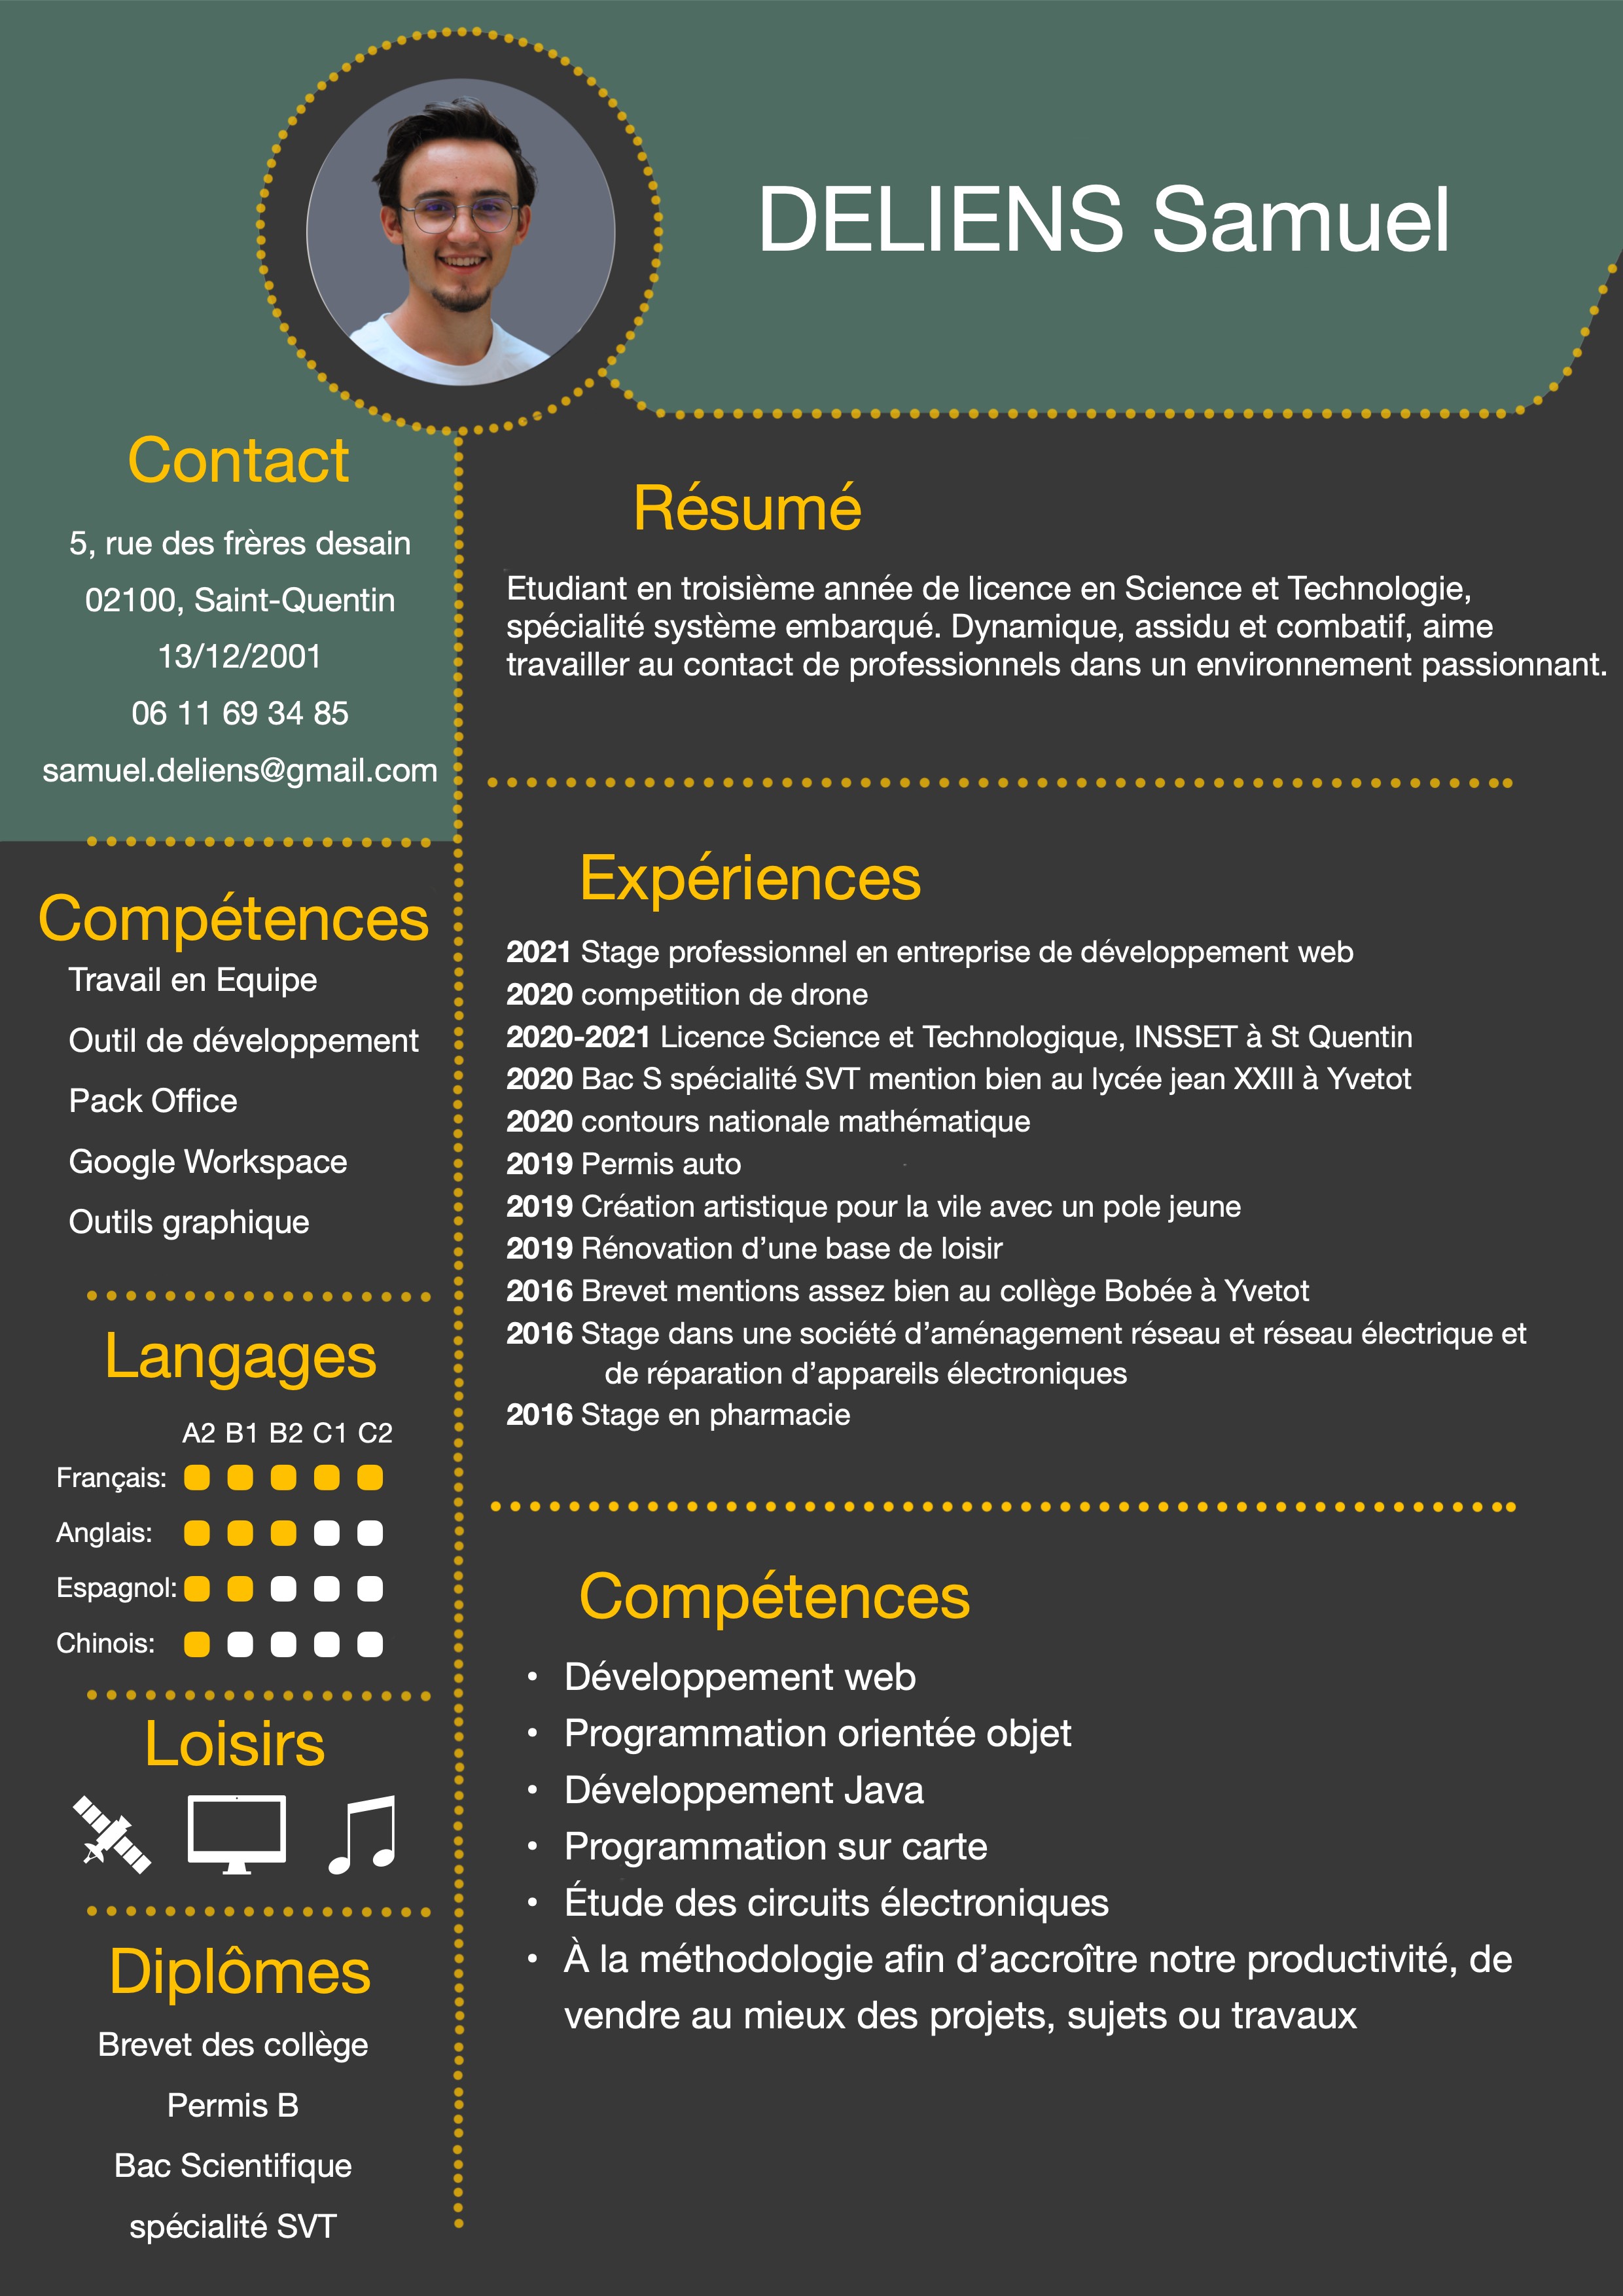 DELIENS Samuel
Contact
5, rue des frères desain
02100, Saint-Quentin
13/12/2001
06 11 69 34 85
samuel.deliens@gmail.com
Compétences
Travail en Equipe
Outil de développement
Pack Office
Google Workspace
Outils graphique
Langages
A2 B1 B2 C1 C2
Français:
Anglais:
Espagnol:
Chinois:
Loisirs
Diplômes
Brevet des collège
Permis B
Bac Scientifique
spécialité SVT
Résumé
Etudiant en troisième année de licence en Science et Technologie,
spécialité système embarqué. Dynamique, assidu et combatif, aime
travailler au contact de professionnels dans un environnement passionnant.
Expériences
2021 Stage professionnel en entreprise de développement web
2020 competition de drone
2020-2021 Licence Science et Technologique, INSSET à St Quentin
2020 Bac S spécialité SVT mention bien au lycée jean XXIII à Yvetot
2020 contours nationale mathématique
2019 Permis auto
2019 Création artistique pour la vile avec un pole jeune
2019 Rénovation d’une base de loisir
2016 Brevet mentions assez bien au collège Bobée à Yvetot
2016 Stage dans une société d’aménagement réseau et réseau électrique et
de réparation d’appareils électroniques
2016 Stage en pharmacie
Compétences
• Développement web
• Programmation orientée objet
• Développement Java
• Programmation sur carte
• Étude des circuits électroniques
• À la méthodologie afin d’accroître notre productivité, de
vendre au mieux des projets, sujets ou travaux